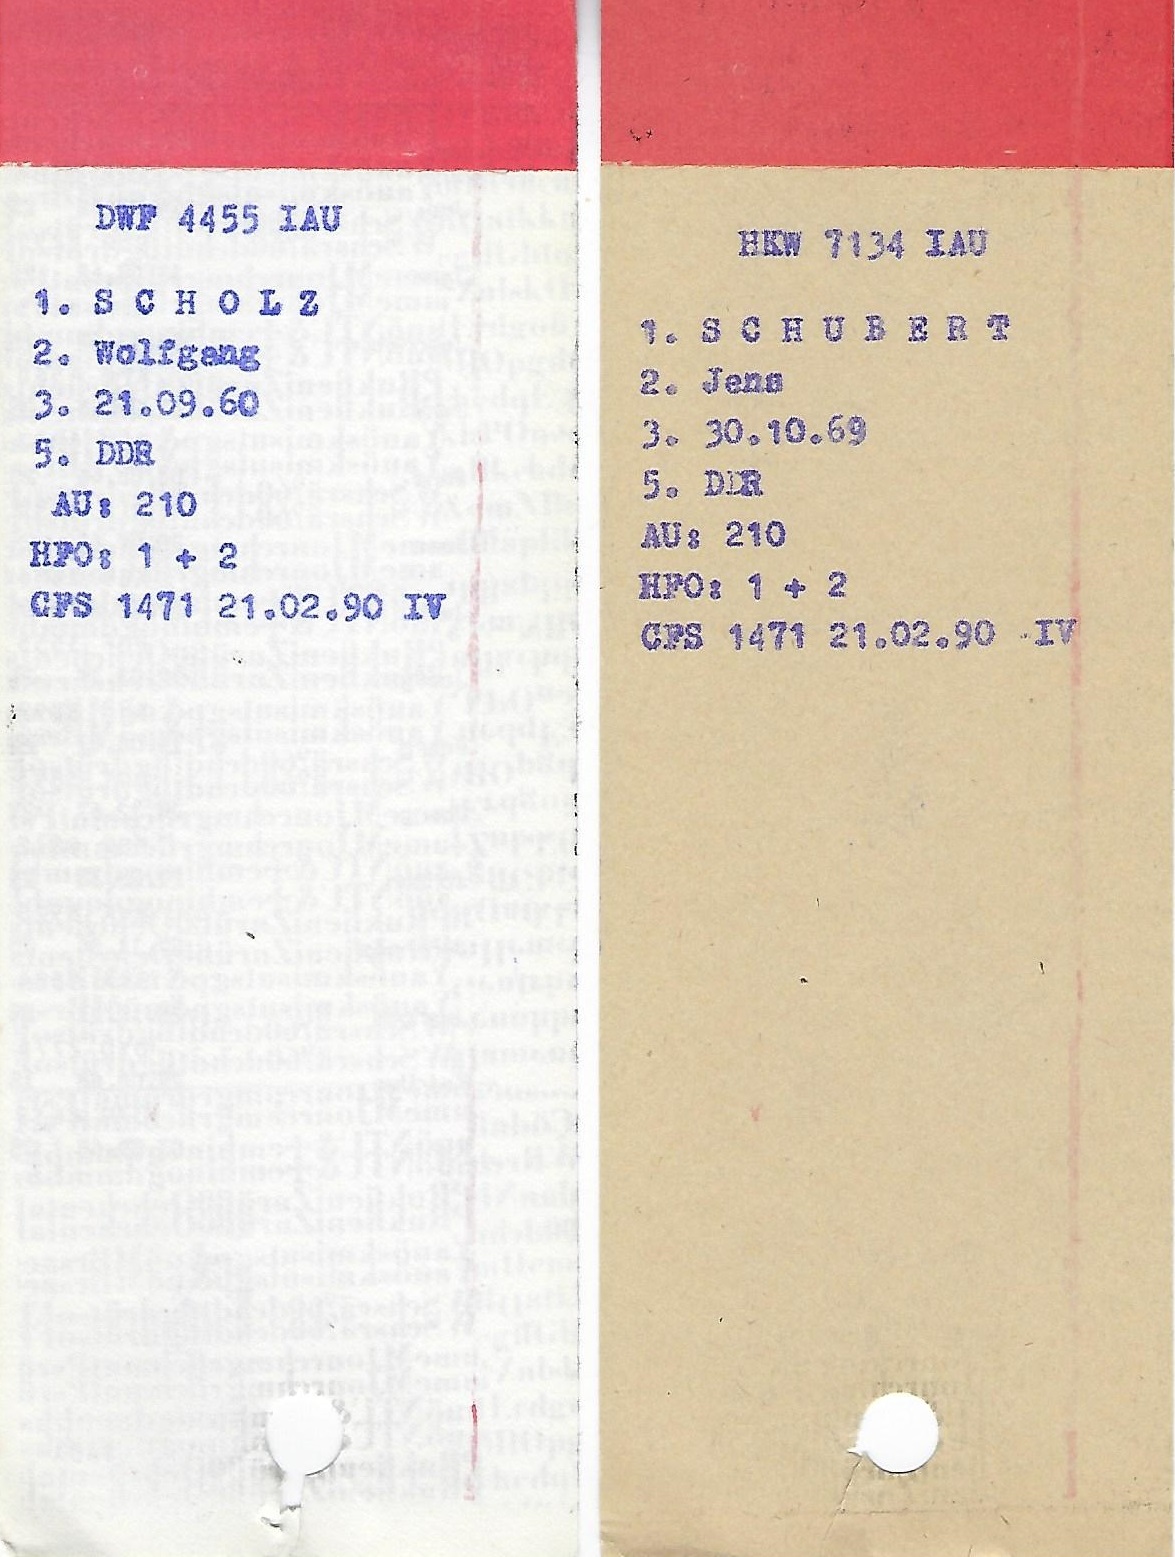 DWF 4455 IAU
1. S C H O L Z
2. Wolfgang
3. 21.09.60
5. DDR
AU: 210
HPO: 1 + 2
CFS 1471 21.02.90 IV
HKW 7134 IAU
1. S C H U B E R T
2. Jens
3. 30.10.69
5. DDR
AU: 210
HPO: 1 + 2
CFS 1471 21.02.90 IV